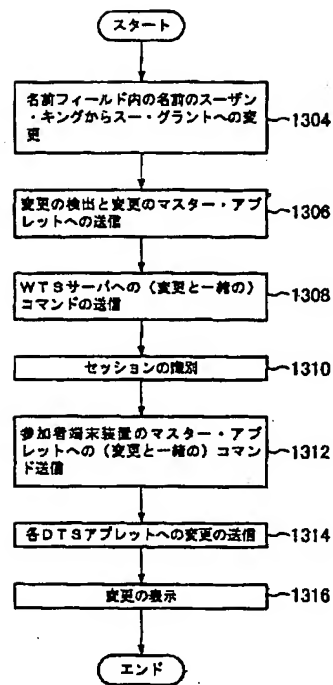 スタート
名前フィールド内の名前のスーザン
・キングからスー・グラントへの変
更
1304
変更の検出と変更のマスター・アプ
レットへの送信
1306
WTSサーバへの(変更と一緒の)
コマンドの送信
1308
セッションの識別
1310
参加者端末装置のマスター・アプレ
ットへの(変更と一緒の)コマン
ド送信
1312
各DTSアプレットへの変更の送信
1314
変更の表示
1316
エンド